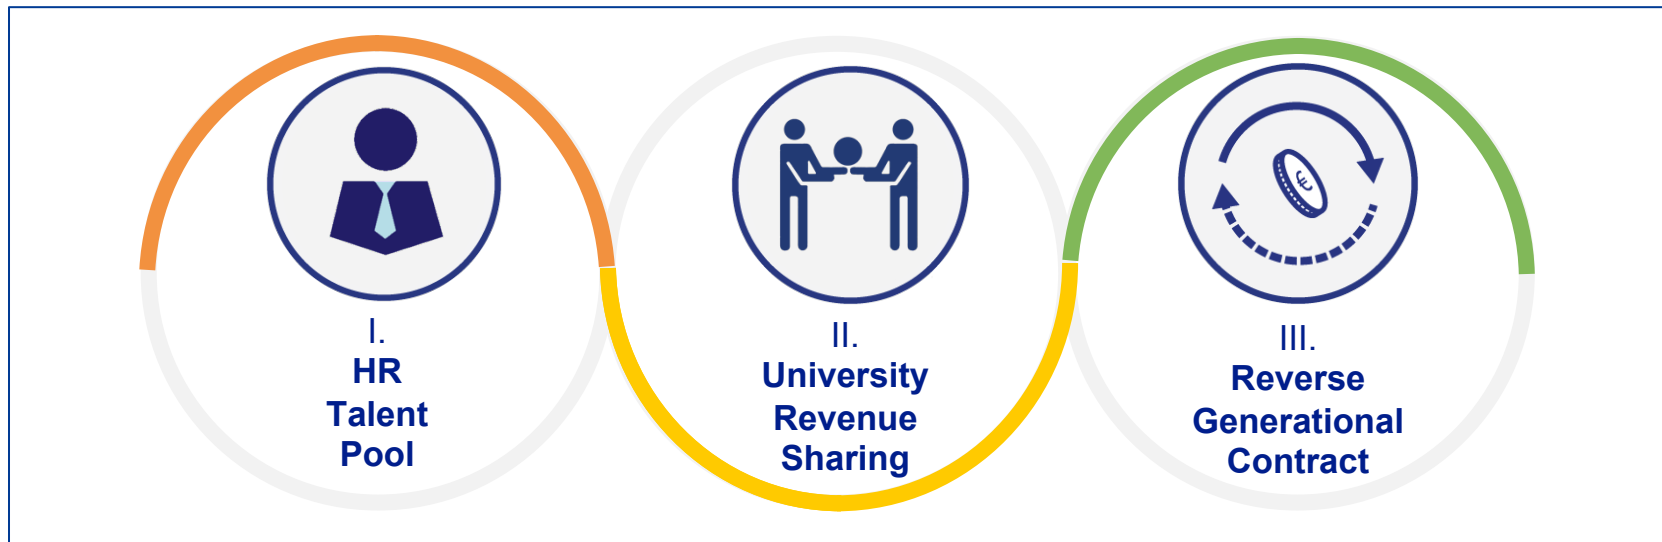 I.
HR
Talent
Pool
II.
University
Revenue
Sharing
III.
Reverse
Generational
Contract